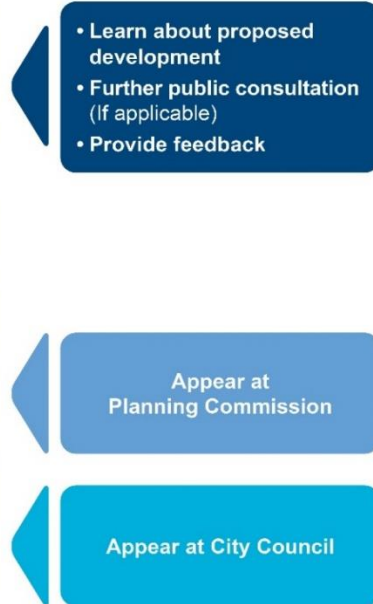 • Learn about proposed
development
• Further public consultation
(If applicable)
• Provide feedback
Appear at
Planning Commission
Appear at City Council